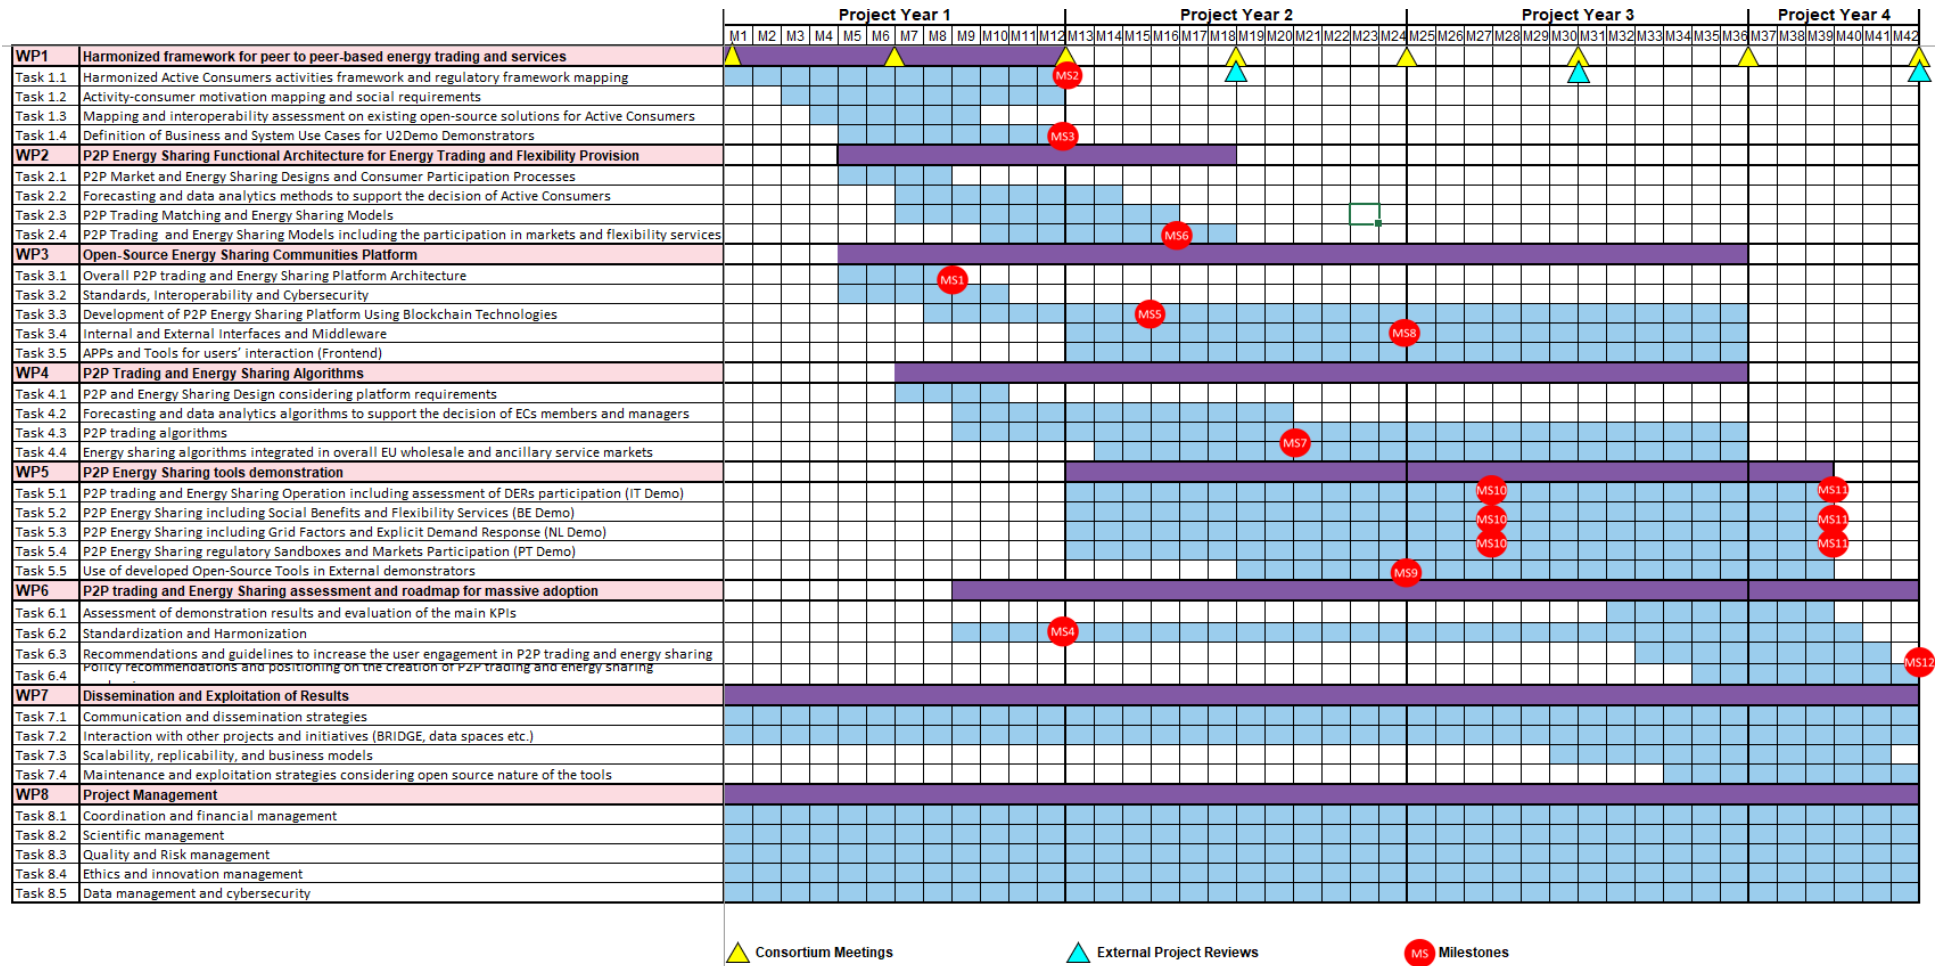 Project Year 1 Project Year 2 Project Year 3 Project Year 4
M1 M2 M3 M4 M5 M6 M7 M8 M9 M10 M11 M12 M13 M14 M15 M16 M17 M18 M19 M20 M21 M22 M23 M24 M25 M26 M27 M28 M29 M30 M31 M32 M33 M34 M35 M36 M37 M38 M39 M40 M41 M42
WP1 Harmonized framework for peer to peer-based energy trading and services
Task 1.1 Harmonized Active Consumers activities framework and regulatory framework mapping MS2
Task 1.2 Activity-consumer motivation mapping and social requirements
Task 1.3 Mapping and interoperability assessment on existing open-source solutions for Active Consumers
Task 1.4 Definition of Business and System Use Cases for U2Demo Demonstrators MS3
WP2 P2P Energy Sharing Functional Architecture for Energy Trading and Flexibility Provision
Task 2.1 P2P Market and Energy Sharing Designs and Consumer Participation Processes
Task 2.2 Forecasting and data analytics methods to support the decision of Active Consumers
Task 2.3 P2P Trading Matching and Energy Sharing Models
Task 2.4 P2P Trading and Energy Sharing Models including the participation in markets and flexibility services MS6
WP3 Open-Source Energy Sharing Communities Platform
Task 3.1 Overall P2P trading and Energy Sharing Platform Architecture MS1
Task 3.2 Standards, Interoperability and Cybersecurity
Task 3.3 Development of P2P Energy Sharing Platform Using Blockchain Technologies MS5
Task 3.4 Internal and External Interfaces and Middleware MS8
Task 3.5 APPs and Tools for users’ interaction (Frontend)
WP4 P2P Trading and Energy Sharing Algorithms
Task 4.1 P2P and Energy Sharing Design considering platform requirements
Task 4.2 Forecasting and data analytics algorithms to support the decision of ECs members and managers
Task 4.3 P2P trading algorithms MS7
Task 4.4 Energy sharing algorithms integrated in overall EU wholesale and ancillary service markets
WP5 P2P Energy Sharing tools demonstration
Task 5.1 P2P trading and Energy Sharing Operation including assessment of DERs participation (IT Demo) MS10 MS11
Task 5.2 P2P Energy Sharing including Social Benefits and Flexibility Services (BE Demo) MS10 MS11
Task 5.3 P2P Energy Sharing including Grid Factors and Explicit Demand Response (NL Demo) MS10 MS11
Task 5.4 P2P Energy Sharing regulatory Sandboxes and Markets Participation (PT Demo)
Task 5.5 Use of developed Open-Source Tools in External demonstrators MS9
WP6 P2P trading and Energy Sharing assessment and roadmap for massive adoption
Task 6.1 Assessment of demonstration results and evaluation of the main KPIs
Task 6.2 Standardization and Harmonization MS4
Task 6.3 Recommendations and guidelines to increase the user engagement in P2P trading and energy sharing MS12
Task 6.4 Policy recommendations and positioning on the creation of P2P trading and energy sharing
WP7 Dissemination and Exploitation of Results
Task 7.1 Communication and dissemination strategies
Task 7.2 Interaction with other projects and initiatives (BRIDGE, data spaces etc.)
Task 7.3 Scalability, replicability, and business models
Task 7.4 Maintenance and exploitation strategies considering open source nature of the tools
WP8 Project Management
Task 8.1 Coordination and financial management
Task 8.2 Scientific management
Task 8.3 Quality and Risk management
Task 8.4 Ethics and innovation management
Task 8.5 Data management and cybersecurity
Consortium Meetings External Project Reviews MS Milestones